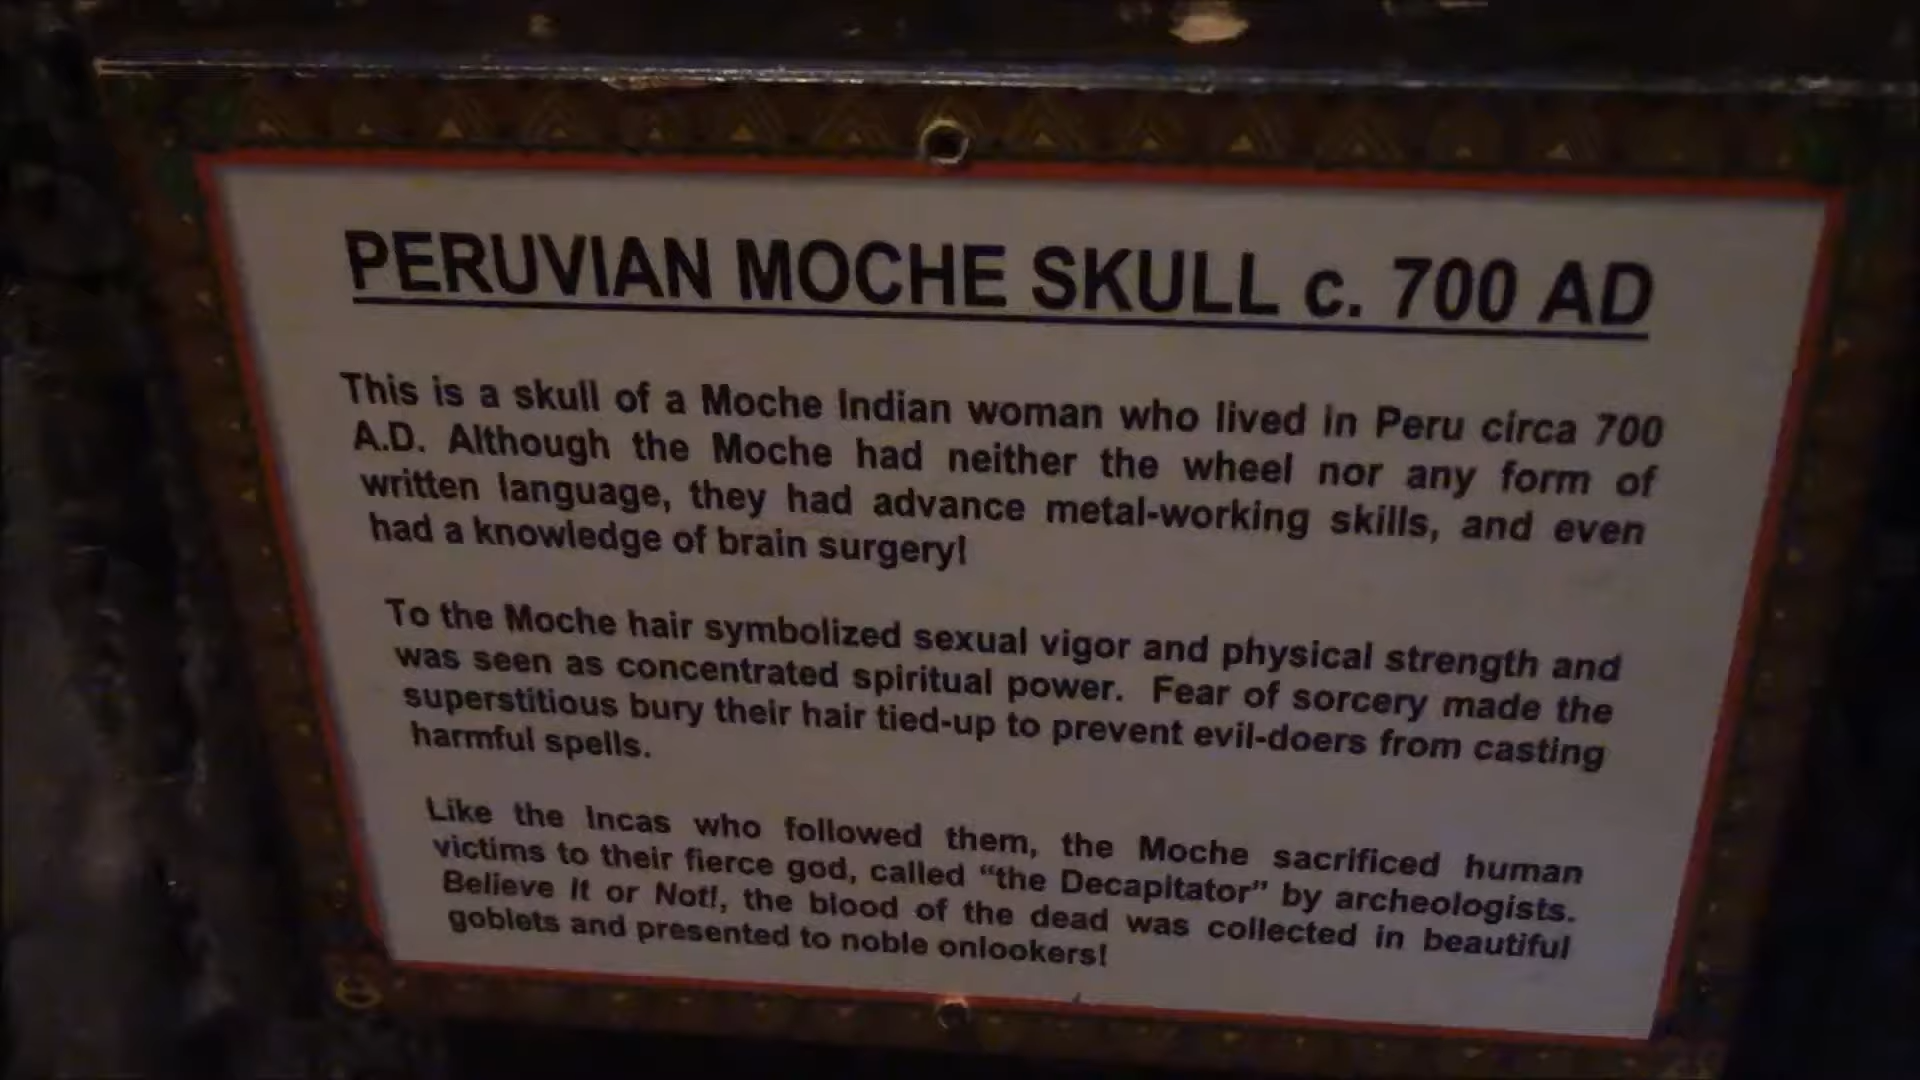 PERUVIAN MOCHE SKULL c. 700 AD
This is a skull of a Moche Indian woman who lived in Peru circa 700
A.D. Although the Moche had neither the wheel nor any form of
written language, they had advance metal-working skills, and even
had a knowledge of brain surgery!
To the Moche hair symbolized sexual vigor and physical strength and
was seen as concentrated spiritual power. Fear of sorcery made the
superstitious bury their hair tied-up to prevent evil-doers from casting
harmful spells.
Like the Incas who followed them, the Moche sacrificed human
victims to their fierce god, called “the Decapitator” by archeologists.
Believe It or Not!, the blood of the dead was collected in beautiful
goblets and presented to noble onlookers!